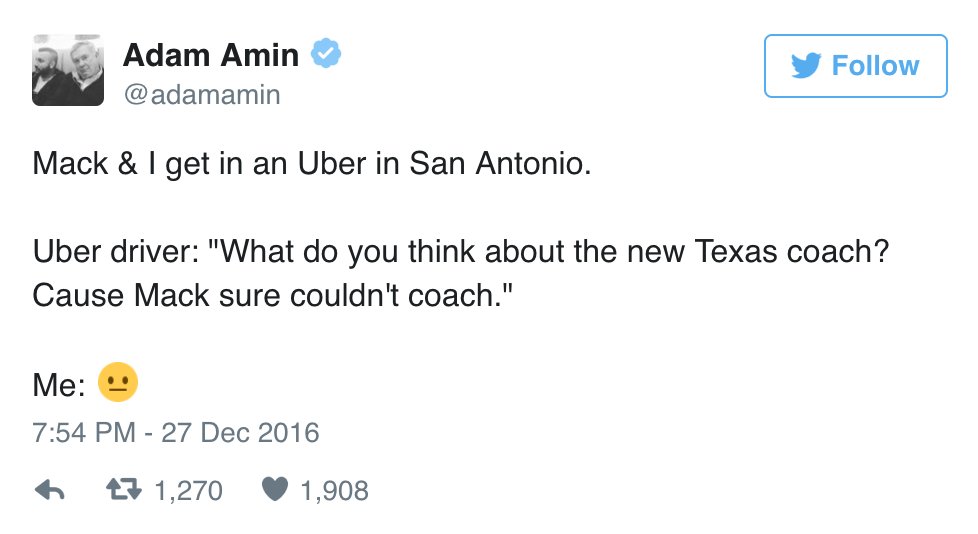 Adam Amin
@adamamin
Follow
Mack & I get in an Uber in San Antonio.
Uber driver: "What do you think about the new Texas coach?
Cause Mack sure couldn't coach."
Me: 😐
7:54 PM - 27 Dec 2016
1,270 1,908